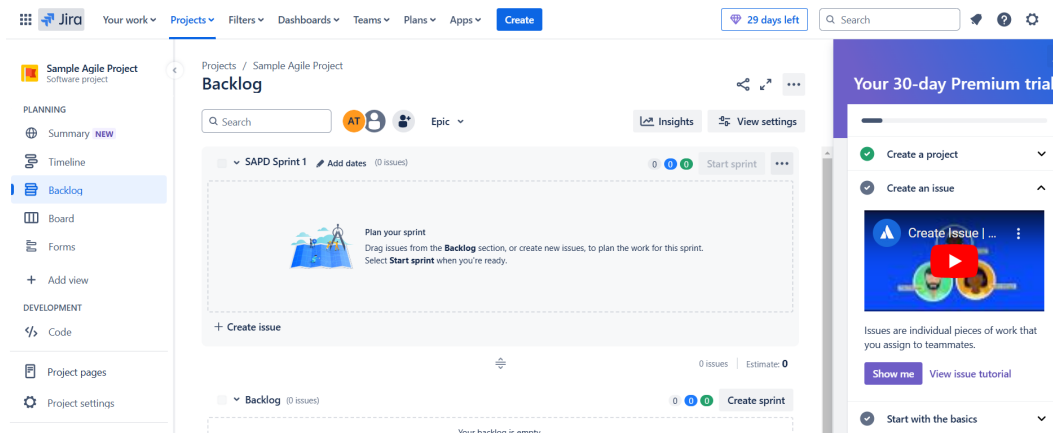 Jira
Your work
Projects
Filters
Dashboards
Teams
Plans
Apps
Create
29 days left
Search
Sample Agile Project
Software project
PLANNING
Summary NEW
Timeline
Backlog
Board
Forms
Add view
DEVELOPMENT
Code
Project pages
Project settings
Projects / Sample Agile Project
Backlog
Search
AT
Epic
Insights
View settings
SAPD Sprint 1
Add dates
(0 issues)
0 0 0
Start sprint
Plan your sprint
Drag issues from the Backlog section, or create new issues, to plan the work for this sprint.
Select Start sprint when you're ready.
+ Create issue
0 issues
Estimate: 0
Backlog (0 issues)
0 0 0
Create sprint
Your backlog is empty
Your 30-day Premium trial
Create a project
Create an issue
Create Issue | ...
Issues are individual pieces of work that
you assign to teammates.
Show me
View issue tutorial
Start with the basics